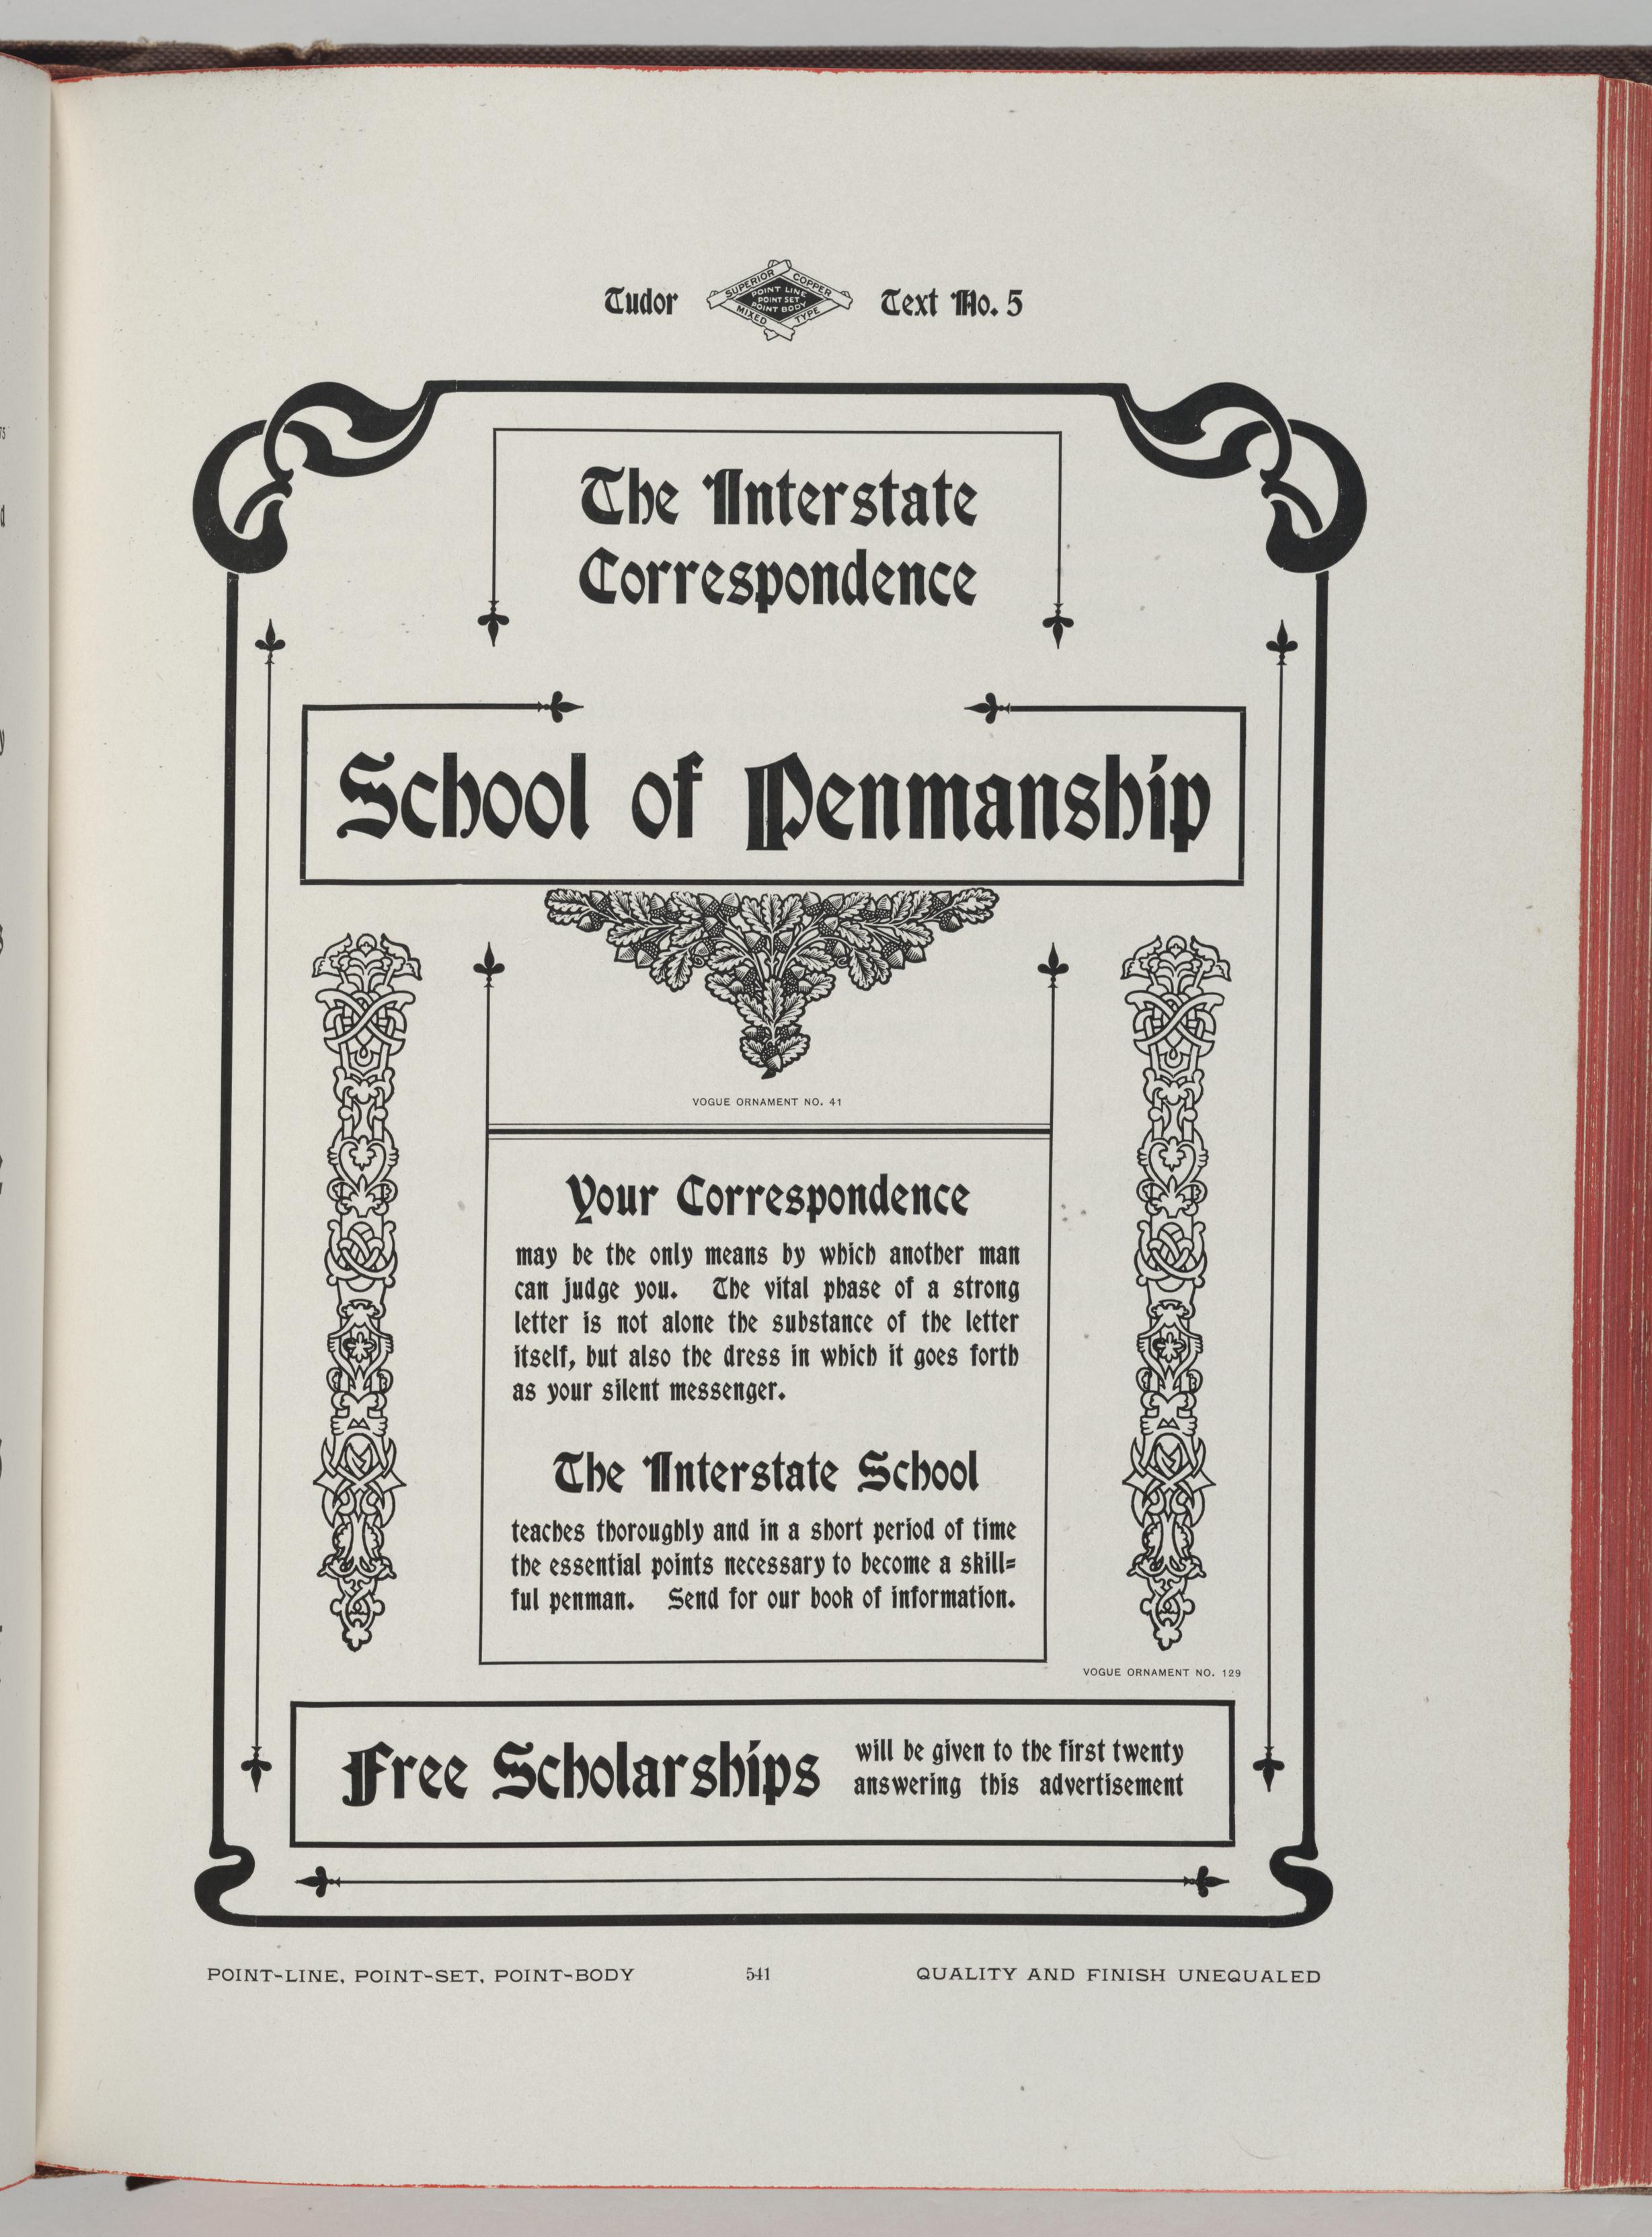 Tudor Text No. 5
SUPERIOR COPPER
POINT LINE
POINT SET
POINT BODY
MIXED TYPE
The Interstate
Correspondence
School of Penmanship
VOGUE ORNAMENT NO. 41
Your Correspondence
may be the only means by which another man
can judge you. The vital phase of a strong
letter is not alone the substance of the letter
itself, but also the dress in which it goes forth
as your silent messenger.
The Interstate School
teaches thoroughly and in a short period of time
the essential points necessary to become a skill=
ful penman. Send for our book of information.
VOGUE ORNAMENT NO. 129
Free Scholarships will be given to the first twenty
answering this advertisement
POINT-LINE, POINT-SET, POINT-BODY 541 QUALITY AND FINISH UNEQUALED